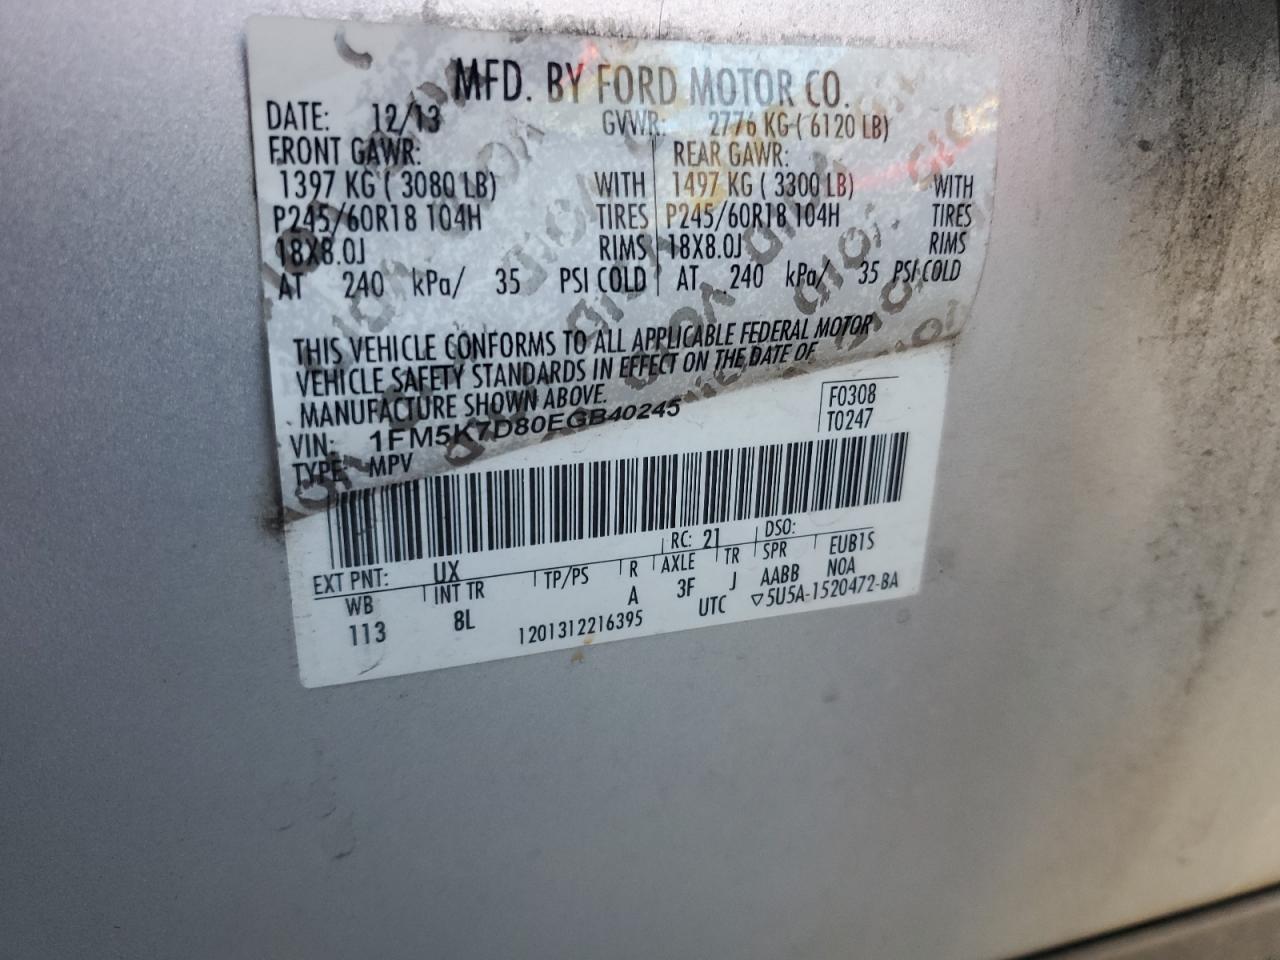 MFD. BY FORD MOTOR CO.
DATE: 12/13 GVWR: 2776 KG ( 6120 LB)
FRONT GAWR: REAR GAWR:
1397 KG ( 3080 LB) WITH 1497 KG ( 3300 LB) WITH
P245/60R18 104H TIRES P245/60R18 104H TIRES
18X8.0J RIMS 18X8.0J RIMS
AT 240 kPa/ 35 PSI COLD AT 240 kPa/ 35 PSI COLD
THIS VEHICLE CONFORMS TO ALL APPLICABLE FEDERAL MOTOR
VEHICLE SAFETY STANDARDS IN EFFECT ON THE DATE OF
MANUFACTURE SHOWN ABOVE.
VIN: 1FM5K7D80EGB40245
TYPE: MPV
F0308
T0247
EXT PNT: UX RC: 21 DSO:
WB INT TR TP/PS R AXLE TR SPR EUB1S
113 8L A 3F J AABB NOA
1201312216395 UTC ▽5U5A-1520472-BA
VOID VOID VOID VOID VOID